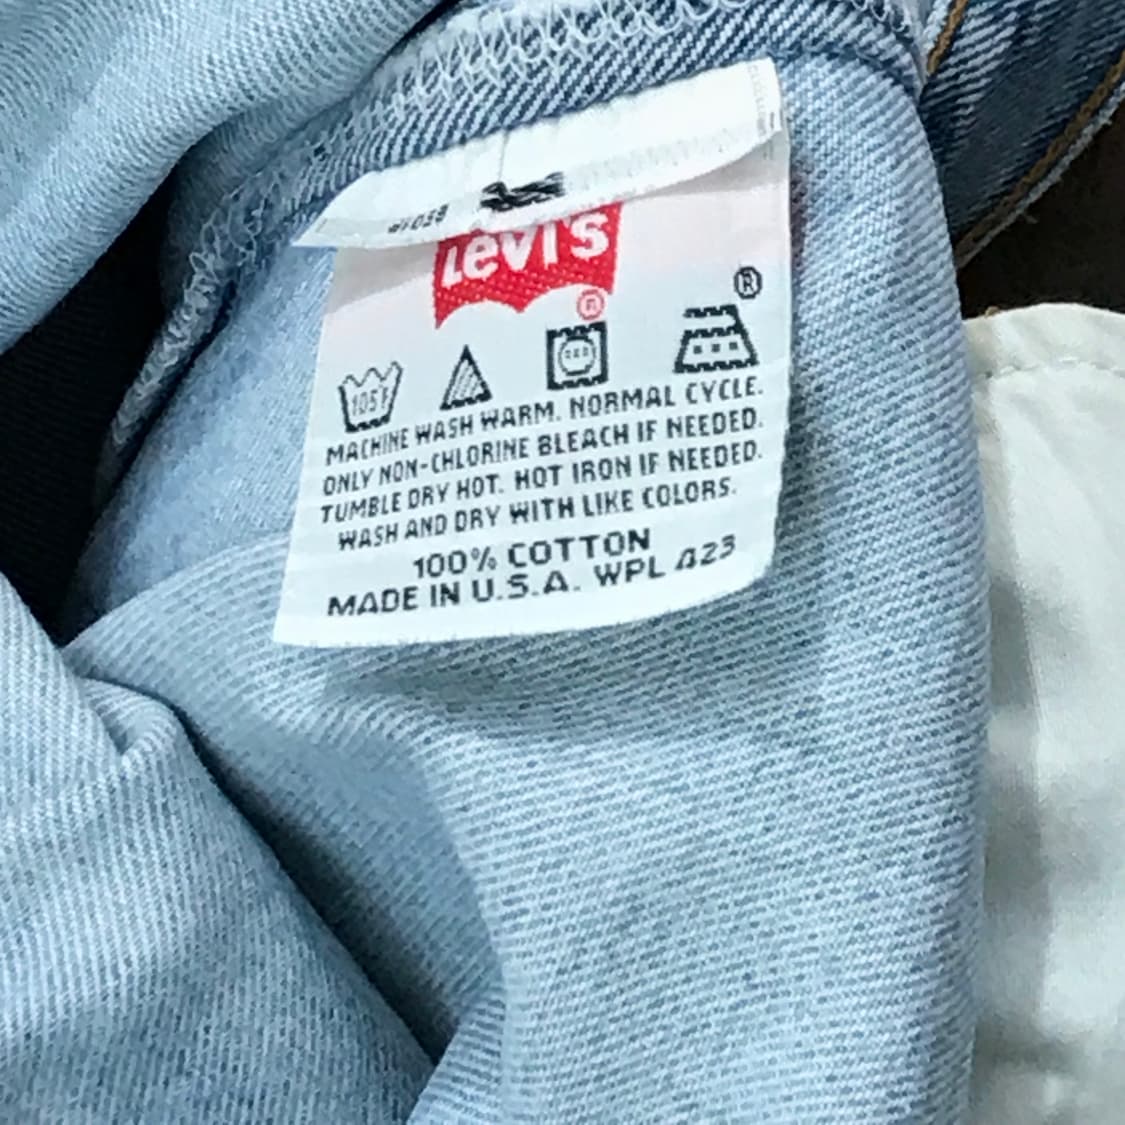 Levi's
®
®
105F
MACHINE WASH WARM. NORMAL CYCLE.
ONLY NON-CHLORINE BLEACH IF NEEDED.
TUMBLE DRY HOT. HOT IRON IF NEEDED.
WASH AND DRY WITH LIKE COLORS.
100% COTTON
MADE IN U.S.A. WPL 423